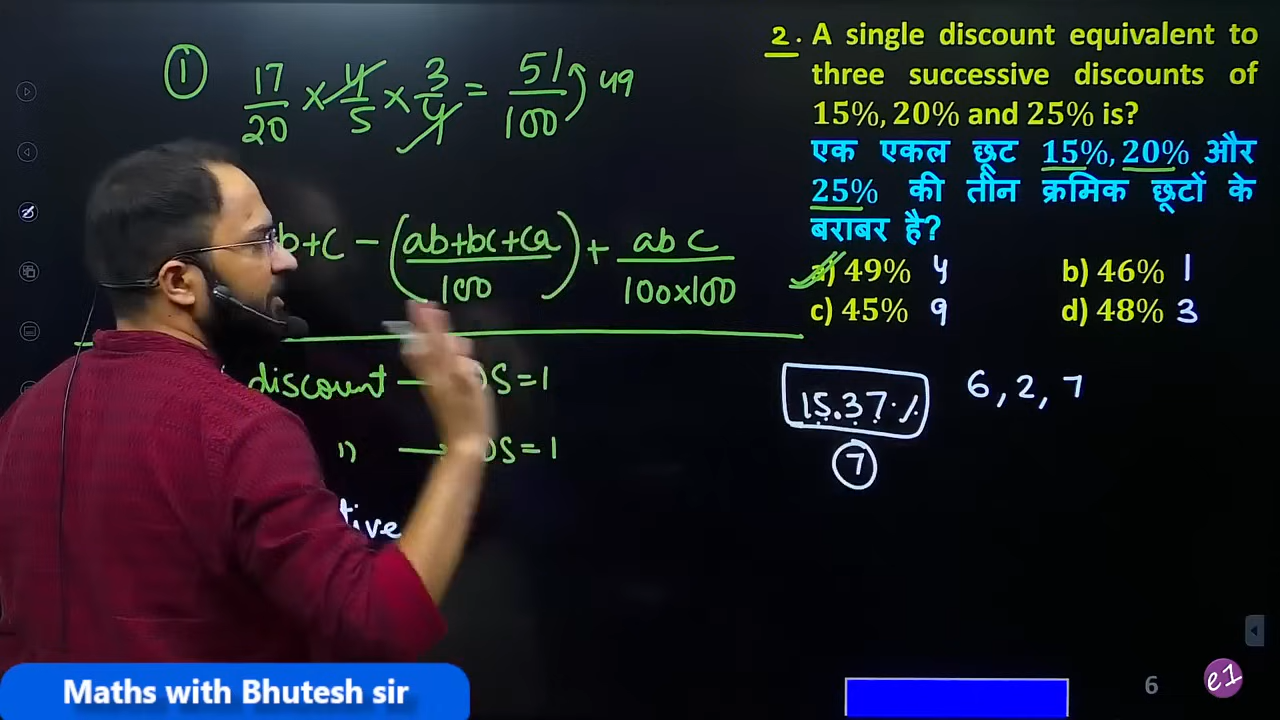 ① 17/20 × 4/5 × 3/4 = 51/100 49
b+c − (ab+bc+ca/100) + abc/100×100
discount — DS=1
" — DS=1
tive
2. A single discount equivalent to
three successive discounts of
15%, 20% and 25% is?
एक एकल छूट 15%, 20% और
25% की तीन क्रमिक छूटों के
बराबर है?
a) 49% 4 b) 46% 1
c) 45% 9 d) 48% 3
15.37% 6, 2, 7
7
Maths with Bhutesh sir
6 e1